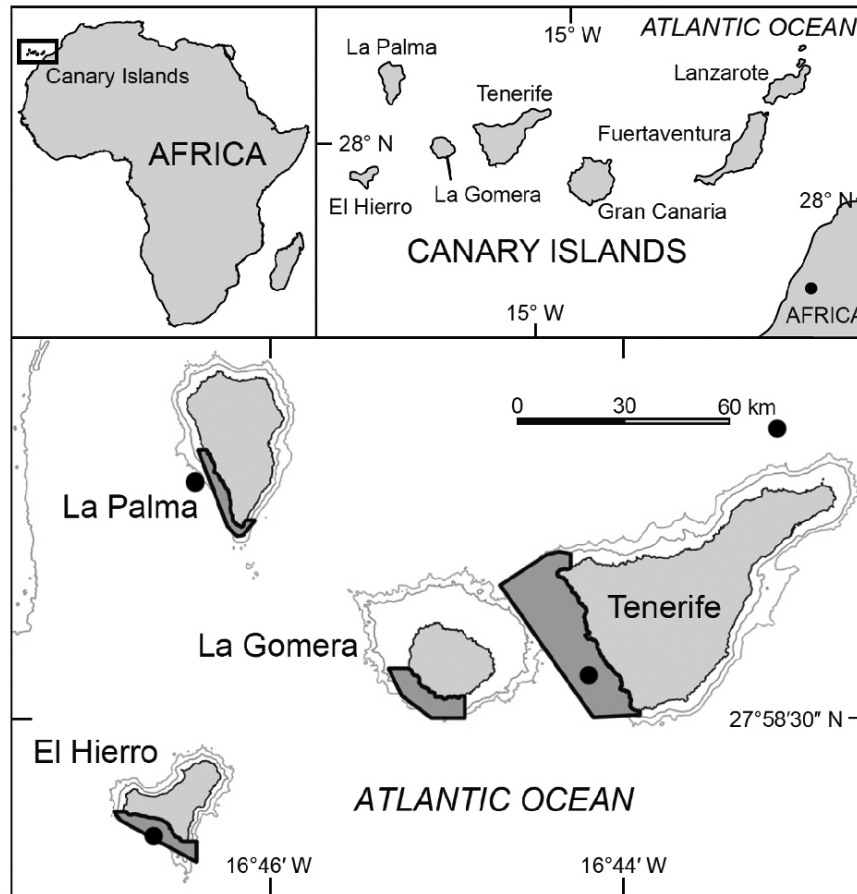 Canary Islands
AFRICA
15° W
ATLANTIC OCEAN
La Palma
Lanzarote
Tenerife
28° N
Fuertaventura
El Hierro
La Gomera
Gran Canaria
28° N
CANARY ISLANDS
15° W
AFRICA
0 30 60 km
La Palma
Tenerife
La Gomera
27°58′30″ N
El Hierro
ATLANTIC OCEAN
16°46′ W
16°44′ W